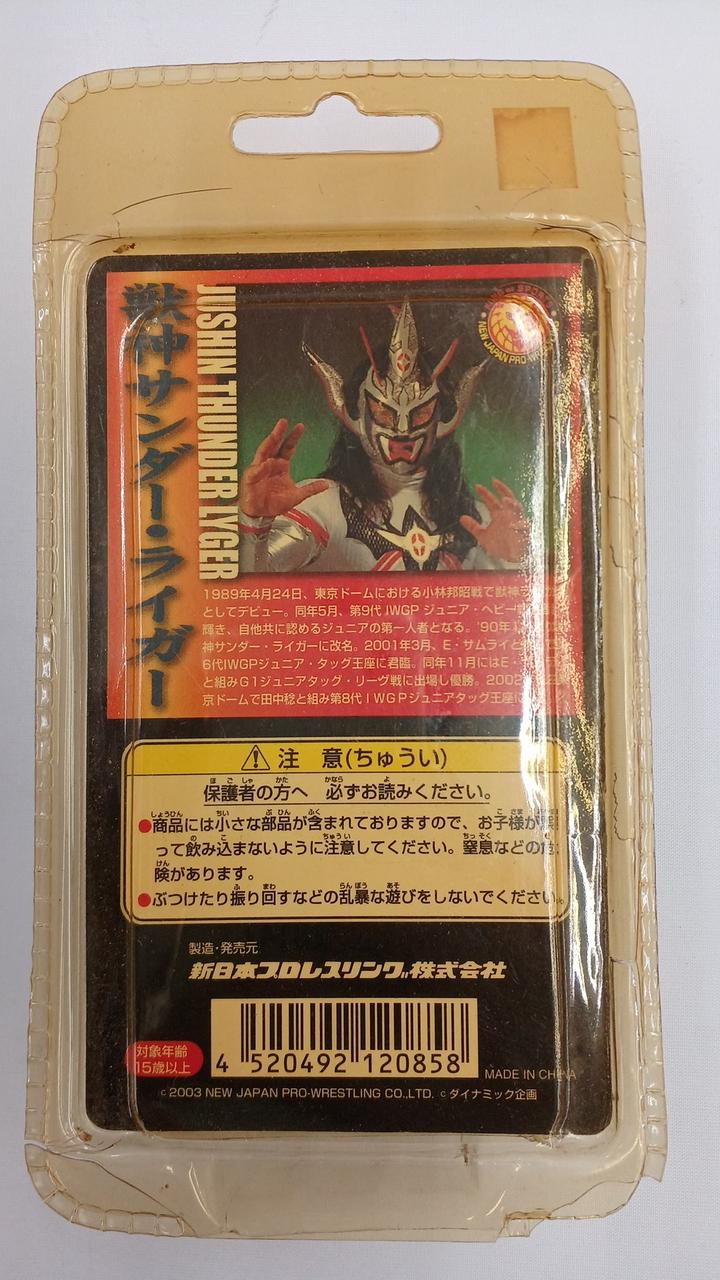 獣神サンダー・ライガー
JUSHIN THUNDER LYGER
NEW JAPAN PRO-WRES
1989年4月24日、東京ドームにおける小林邦昭戦で獣神
としてデビュー。同年5月、第9代IWGPジュニア・ヘビー
輝き、自他共に認めるジュニアの第一人者となる。'90年1
神サンダー・ライガーに改名。2001年3月、E・サムライと
6代IWGPジュニア・タッグ王座に君臨。同年11月にはE・
と組みG1ジュニアタッグ・リーヴ戦に出場し優勝。2002
京ドームで田中稔と組み第8代IWGPジュニアタッグ王座に
注 意(ちゅうい)
保護者の方へ 必ずお読みください。
●商品には小さな部品が含まれておりますので、お子様が誤
って飲み込まないように注意してください。窒息などの危
険があります。
●ぶつけたり振り回すなどの乱暴な遊びをしないでください。
製造・発売元
新日本プロレスリング株式会社
対象年齢
15歳以上
4 520492 120858
MADE IN CHINA
c 2003 NEW JAPAN PRO-WRESTLING CO.,LTD. c ダイナミック企画